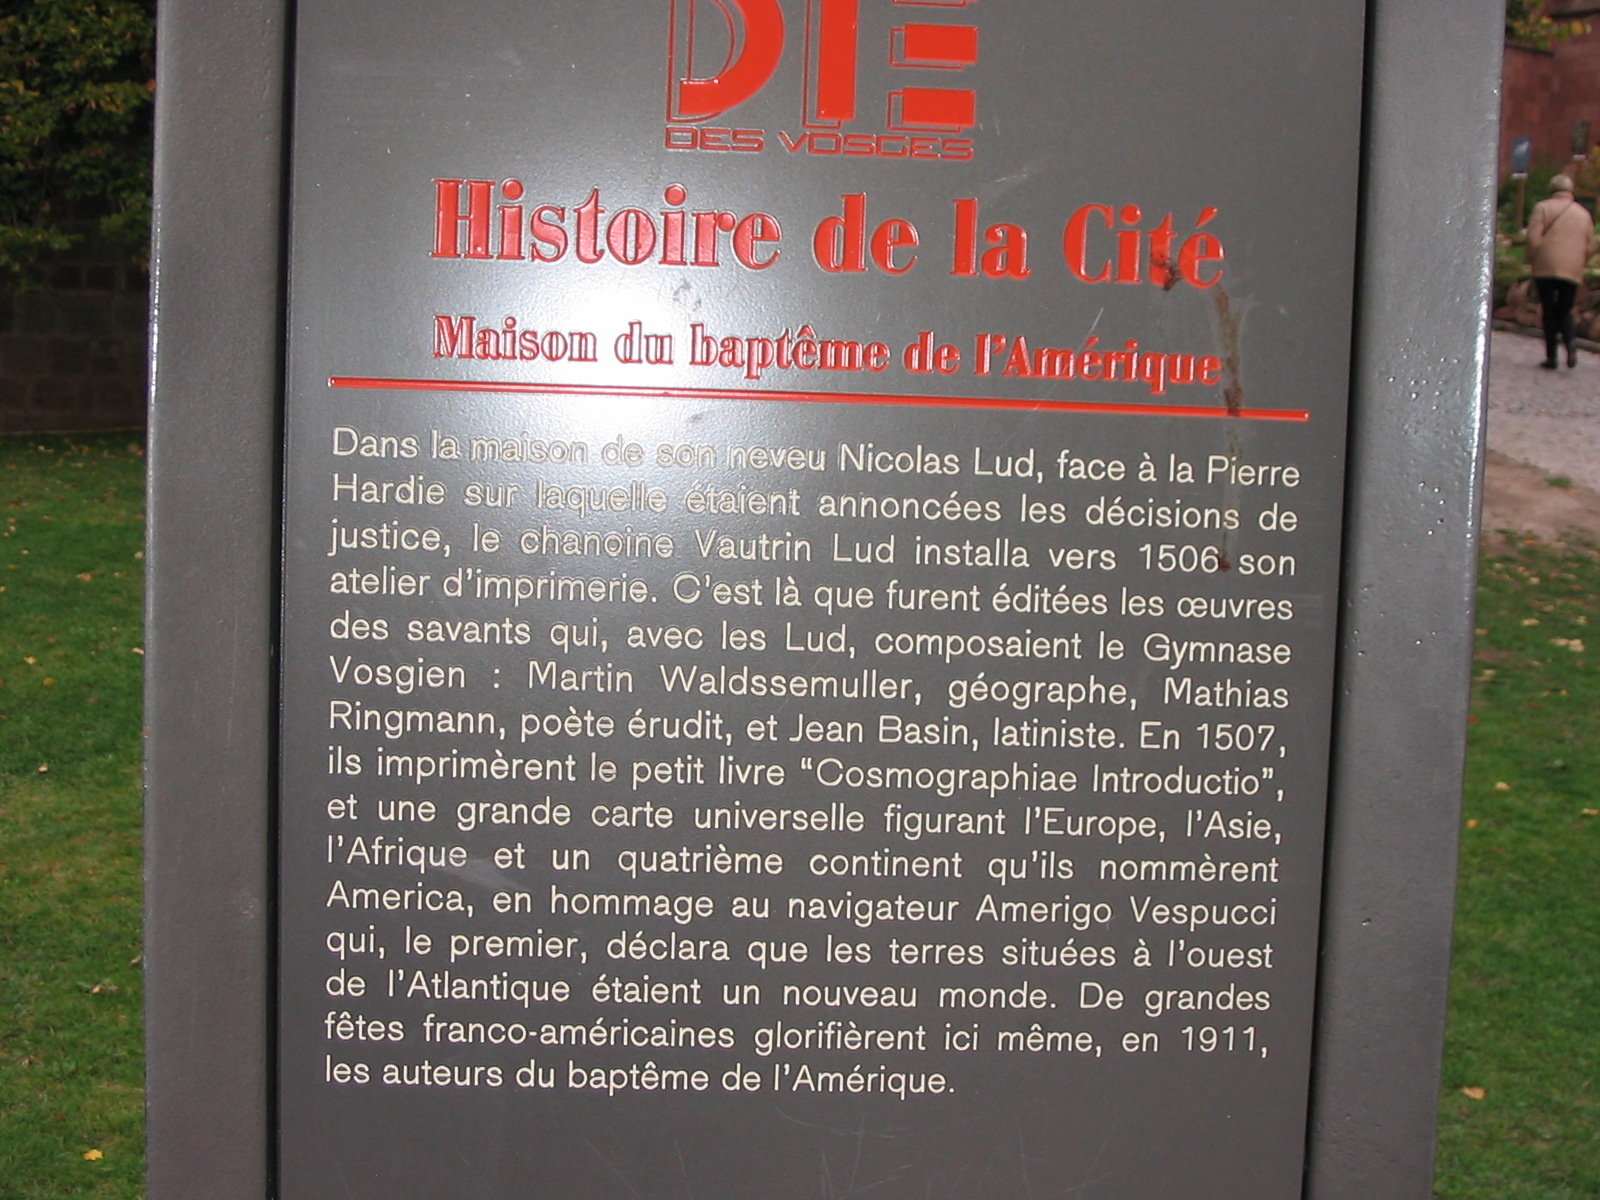 DIE
DES VOSGES
Histoire de la Cité
Maison du baptême de l'Amérique
Dans la maison de son neveu Nicolas Lud, face à la Pierre
Hardie sur laquelle étaient annoncées les décisions de
justice, le chanoine Vautrin Lud installa vers 1506 son
atelier d'imprimerie. C'est là que furent éditées les œuvres
des savants qui, avec les Lud, composaient le Gymnase
Vosgien : Martin Waldssemuller, géographe, Mathias
Ringmann, poète érudit, et Jean Basin, latiniste. En 1507,
ils imprimèrent le petit livre “Cosmographiae Introductio”,
et une grande carte universelle figurant l'Europe, l'Asie,
l'Afrique et un quatrième continent qu'ils nommèrent
America, en hommage au navigateur Amerigo Vespucci
qui, le premier, déclara que les terres situées à l'ouest
de l'Atlantique étaient un nouveau monde. De grandes
fêtes franco-américaines glorifièrent ici même, en 1911,
les auteurs du baptême de l'Amérique.